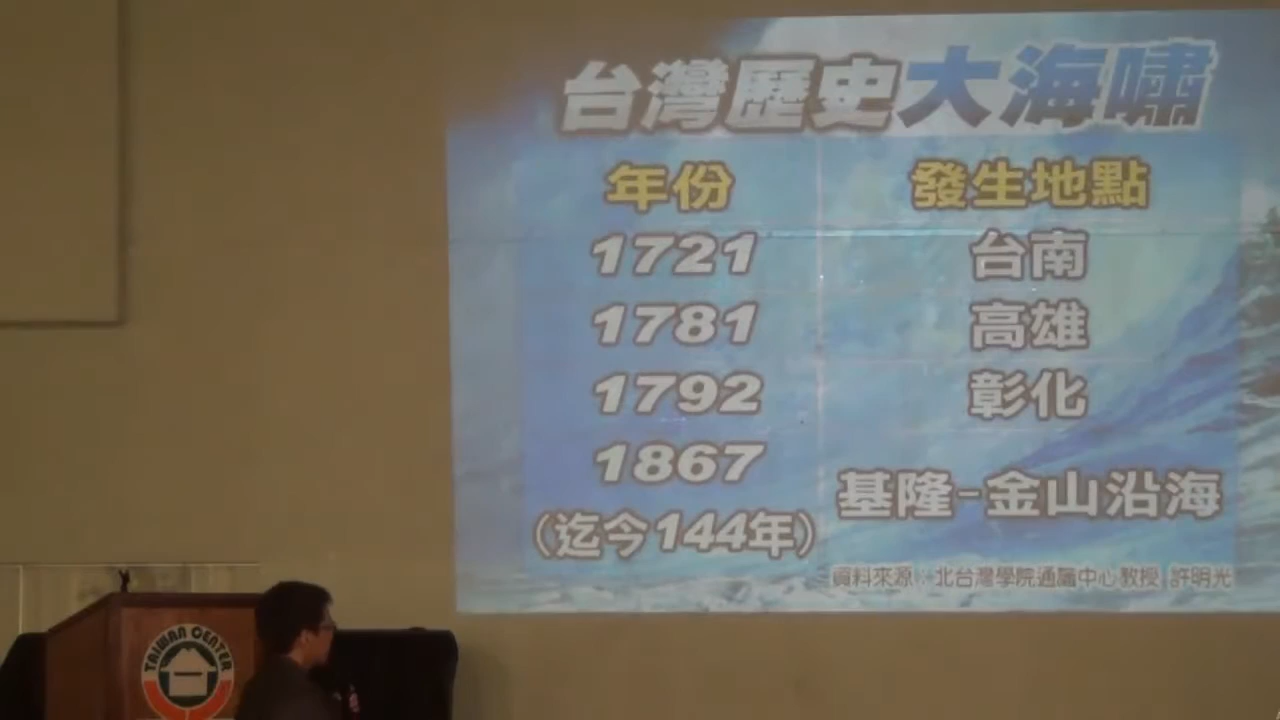 台灣歷史大海嘯
年份 發生地點
1721 台南
1781 高雄
1792 彰化
1867
基隆-金山沿海
(迄今144年)
資料來源：北台灣學院通識中心教授 許明光
TAIWAN CENTER